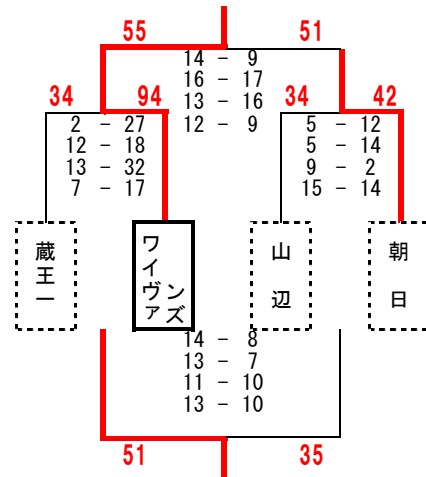 55 51
14 - 9
16 - 17
13 - 16
12 - 9
34 94 34 42
2 - 27
12 - 18
13 - 32
7 - 17
5 - 12
5 - 14
9 - 2
15 - 14
蔵王一
ワイヴァンズ
山辺
朝日
14 - 8
13 - 7
11 - 10
13 - 10
51 35